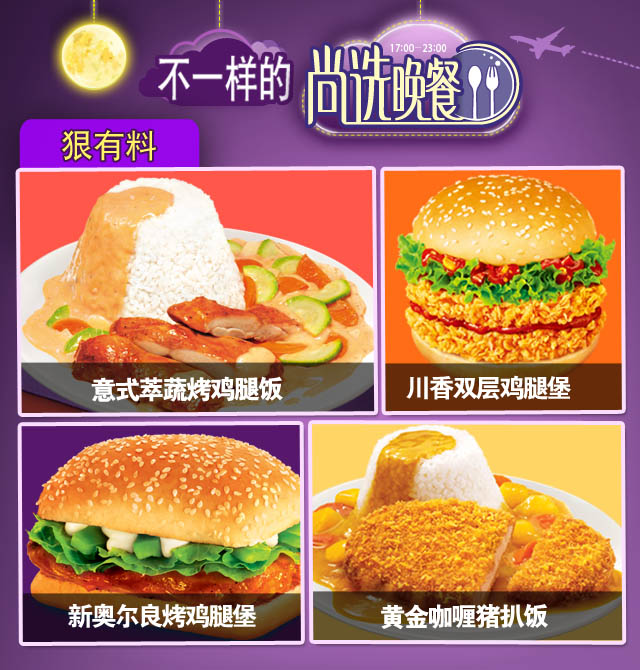 不一样的
17:00-23:00
尚选晚餐
狠有料
意式萃蔬烤鸡腿饭
川香双层鸡腿堡
新奥尔良烤鸡腿堡
黄金咖喱猪扒饭